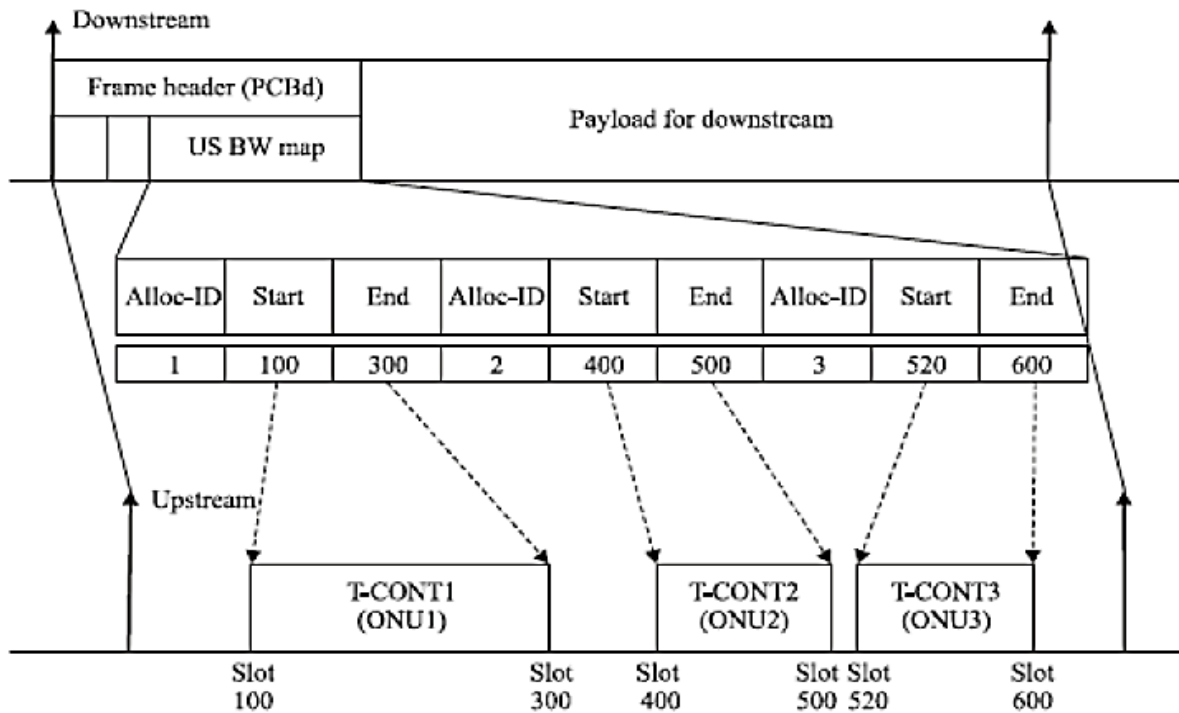 Downstream
Frame header (PCBd)
Payload for downstream
US BW map
Alloc-ID Start End Alloc-ID Start End Alloc-ID Start End
1 100 300 2 400 500 3 520 600
Upstream
T-CONT1 T-CONT2 T-CONT3
(ONU1) (ONU2) (ONU3)
Slot Slot Slot Slot Slot Slot
100 300 400 500 520 600